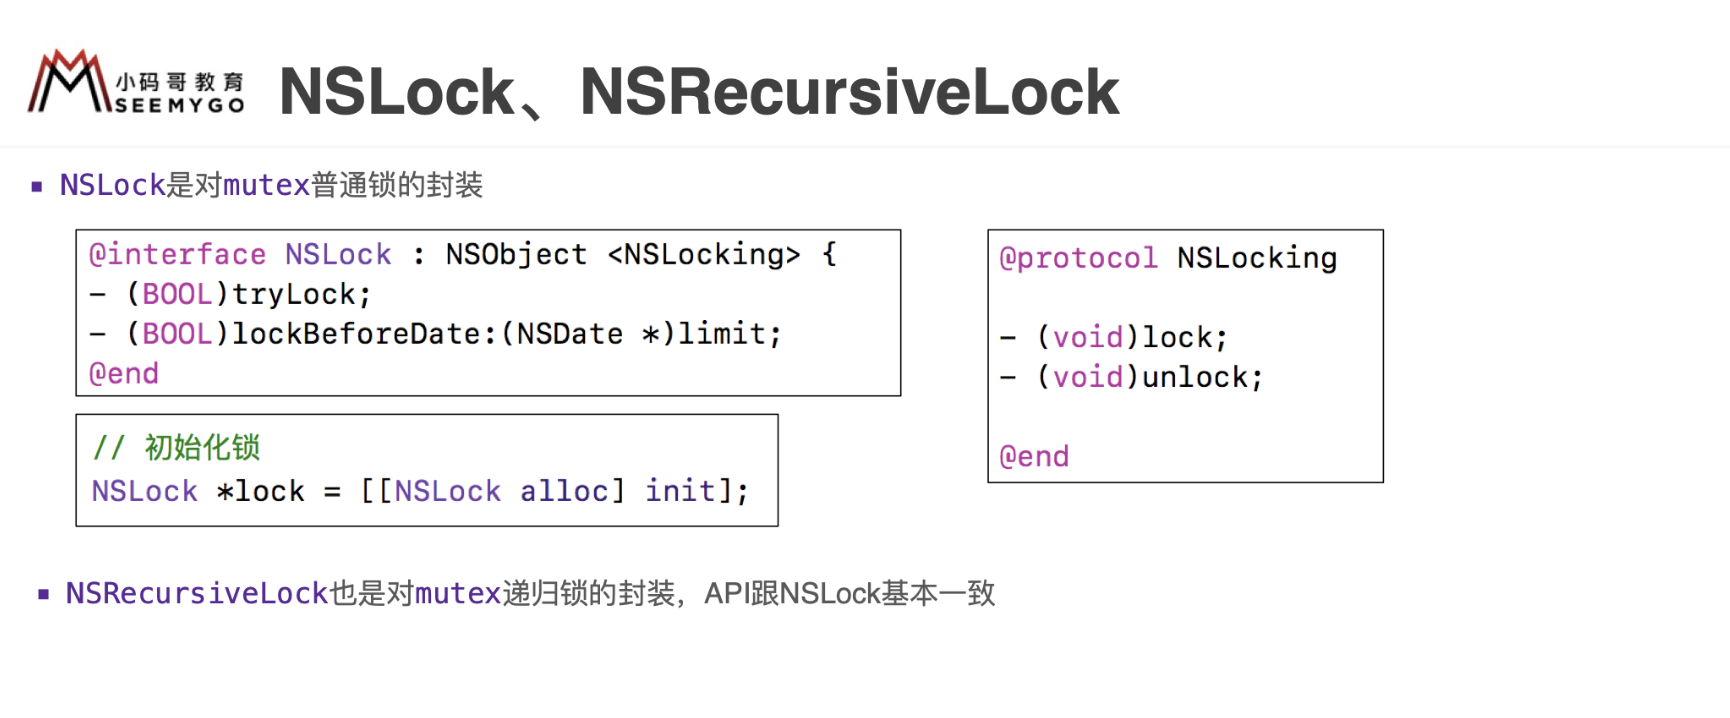 小码哥教育
SEEMYGO
NSLock、NSRecursiveLock
NSLock是对mutex普通锁的封装
@interface NSLock : NSObject <NSLocking> {
- (BOOL)tryLock;
- (BOOL)lockBeforeDate:(NSDate *)limit;
@end
// 初始化锁
NSLock *lock = [[NSLock alloc] init];
@protocol NSLocking
- (void)lock;
- (void)unlock;
@end
NSRecursiveLock也是对mutex递归锁的封装，API跟NSLock基本一致